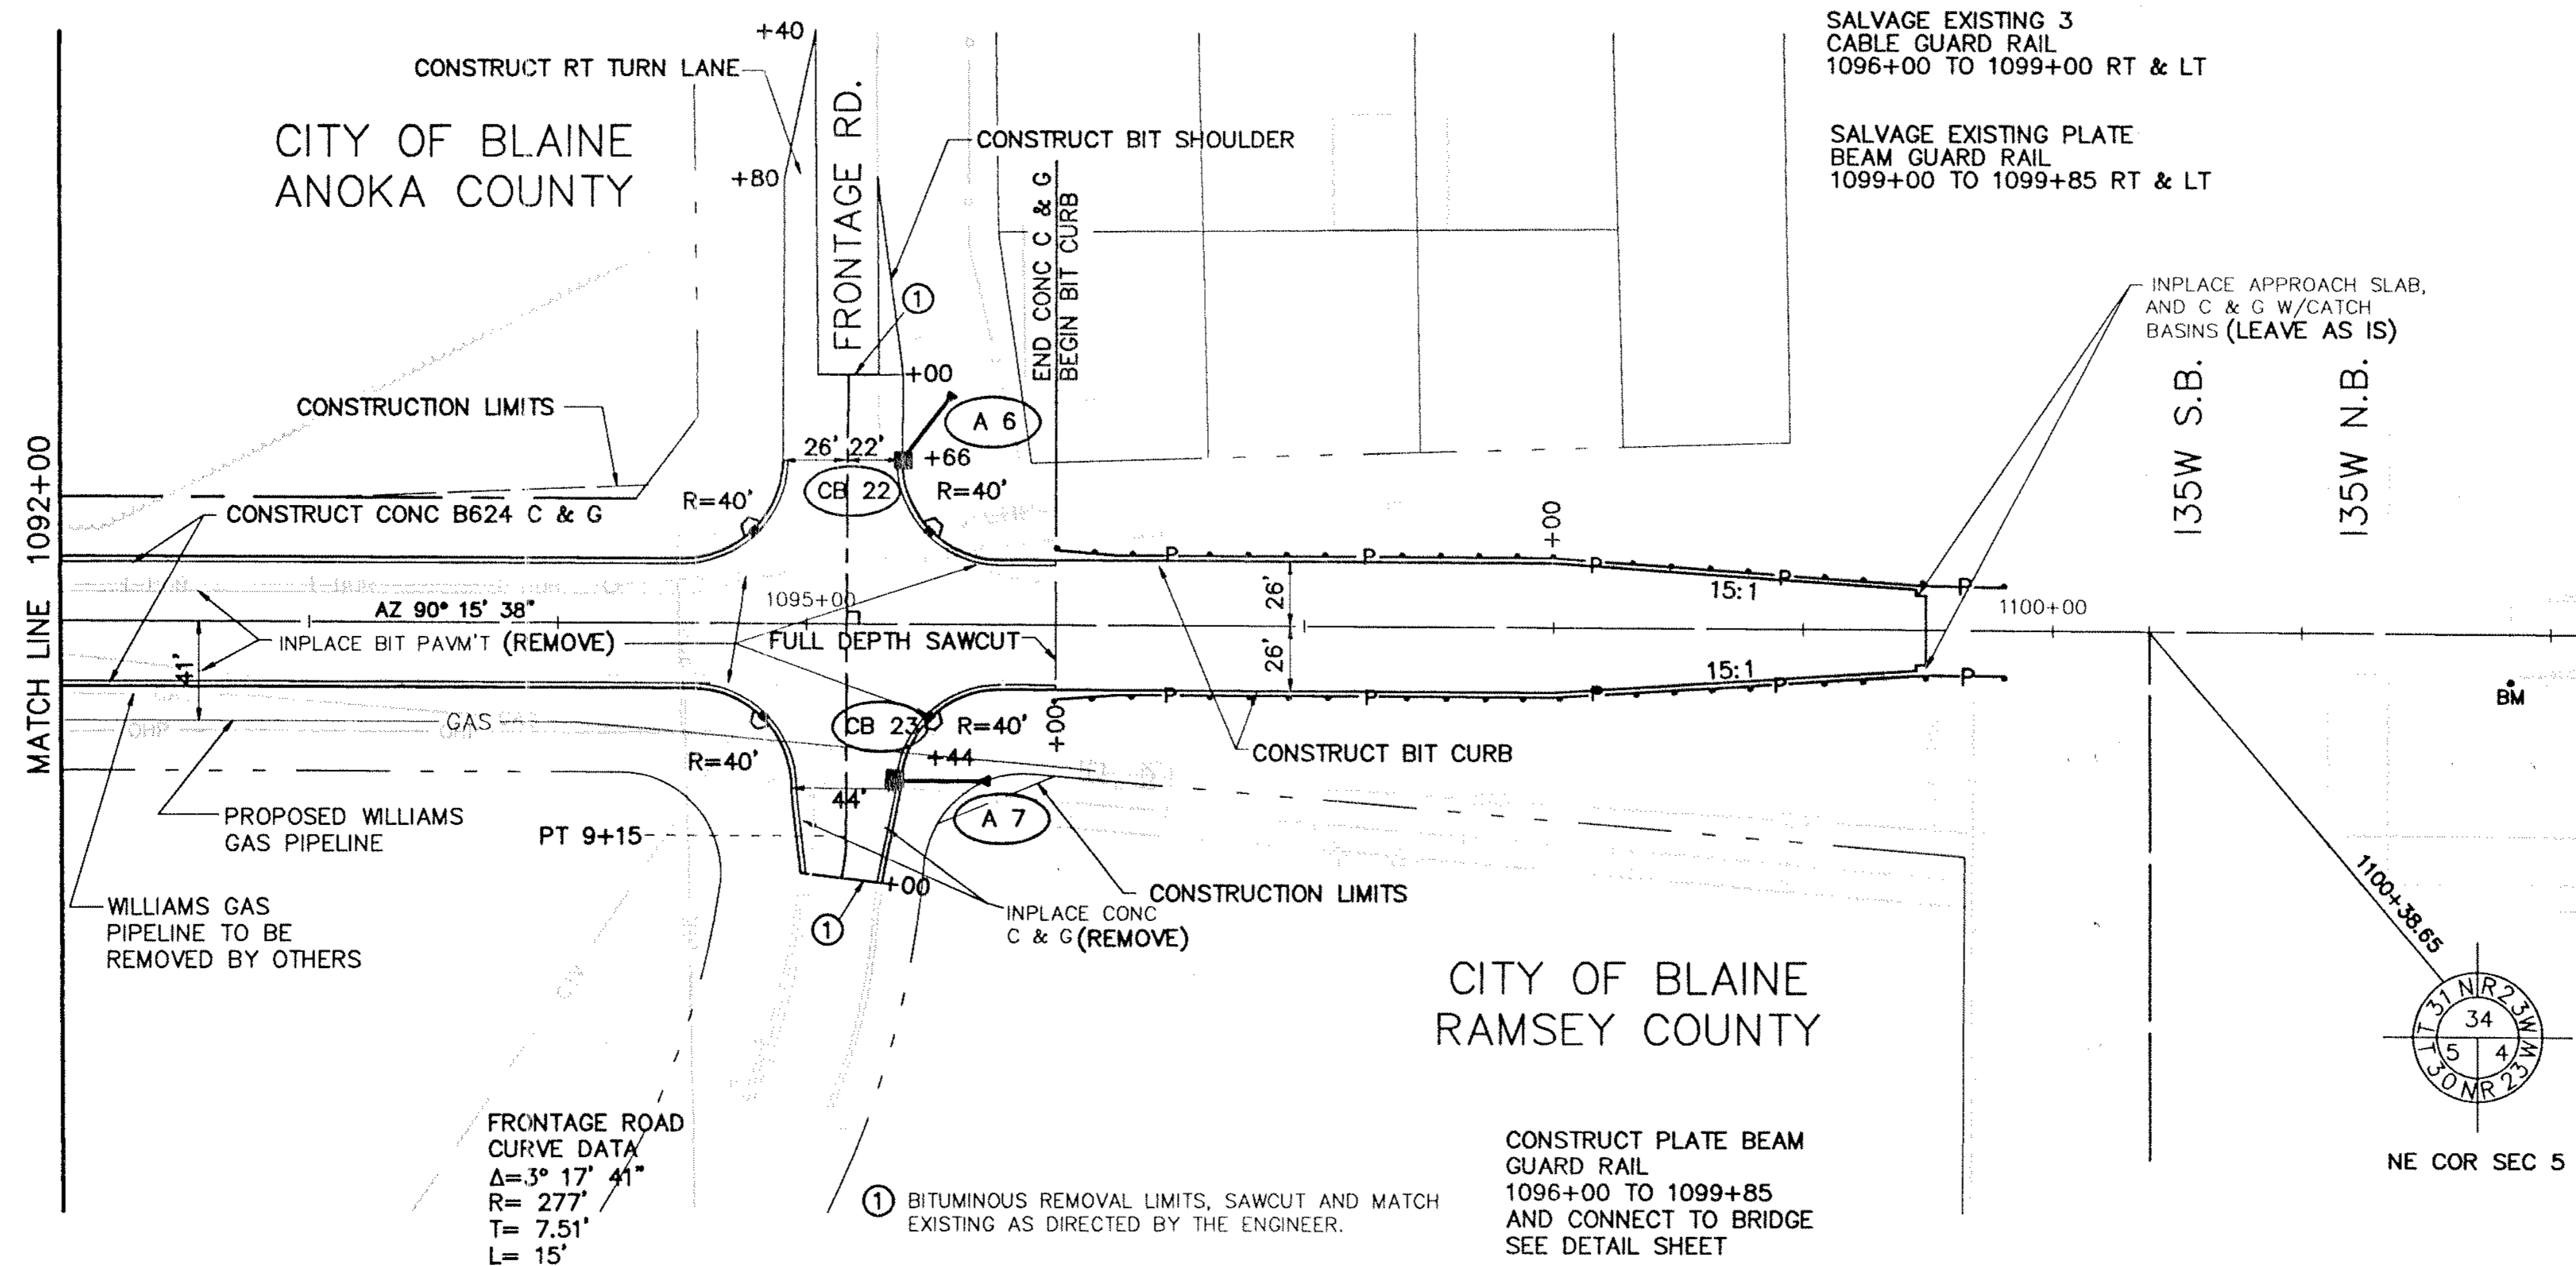 +40
CONSTRUCT RT TURN LANE
CITY OF BLAINE
ANOKA COUNTY
+80
FRONTAGE RD.
CONSTRUCT BIT SHOULDER
END CONC C & G
BEGIN BIT CURB
1
+00
SALVAGE EXISTING 3
CABLE GUARD RAIL
1096+00 TO 1099+00 RT & LT
SALVAGE EXISTING PLATE
BEAM GUARD RAIL
1099+00 TO 1099+85 RT & LT
INPLACE APPROACH SLAB,
AND C & G W/CATCH
BASINS (LEAVE AS IS)
I35W S.B.
I35W N.B.
CONSTRUCTION LIMITS
A 6
26' 22'
+66
CB 22
R=40'
R=40'
MATCH LINE 1092+00
CONSTRUCT CONC B624 C & G
+00
P P P P P
15:1
AZ 90° 15' 38"
1095+00
26'
1100+00
INPLACE BIT PAVM'T (REMOVE)
FULL DEPTH SAWCUT
41'
26'
15:1
P P P P P
BM
GAS
OHP
OHP
CB 23
R=40'
+00
R=40'
+44
CONSTRUCT BIT CURB
44'
A 7
PROPOSED WILLIAMS
GAS PIPELINE
PT 9+15
+00
CONSTRUCTION LIMITS
WILLIAMS GAS
PIPELINE TO BE
REMOVED BY OTHERS
1
INPLACE CONC
C & G (REMOVE)
1100+38.65
CITY OF BLAINE
RAMSEY COUNTY
T 31 N R 23 W
34
5 4
T 30 N R 23 W M
NE COR SEC 5
FRONTAGE ROAD
CURVE DATA
Δ=3° 17' 41"
R= 277'
T= 7.51'
L= 15'
1 BITUMINOUS REMOVAL LIMITS, SAWCUT AND MATCH
EXISTING AS DIRECTED BY THE ENGINEER.
CONSTRUCT PLATE BEAM
GUARD RAIL
1096+00 TO 1099+85
AND CONNECT TO BRIDGE
SEE DETAIL SHEET